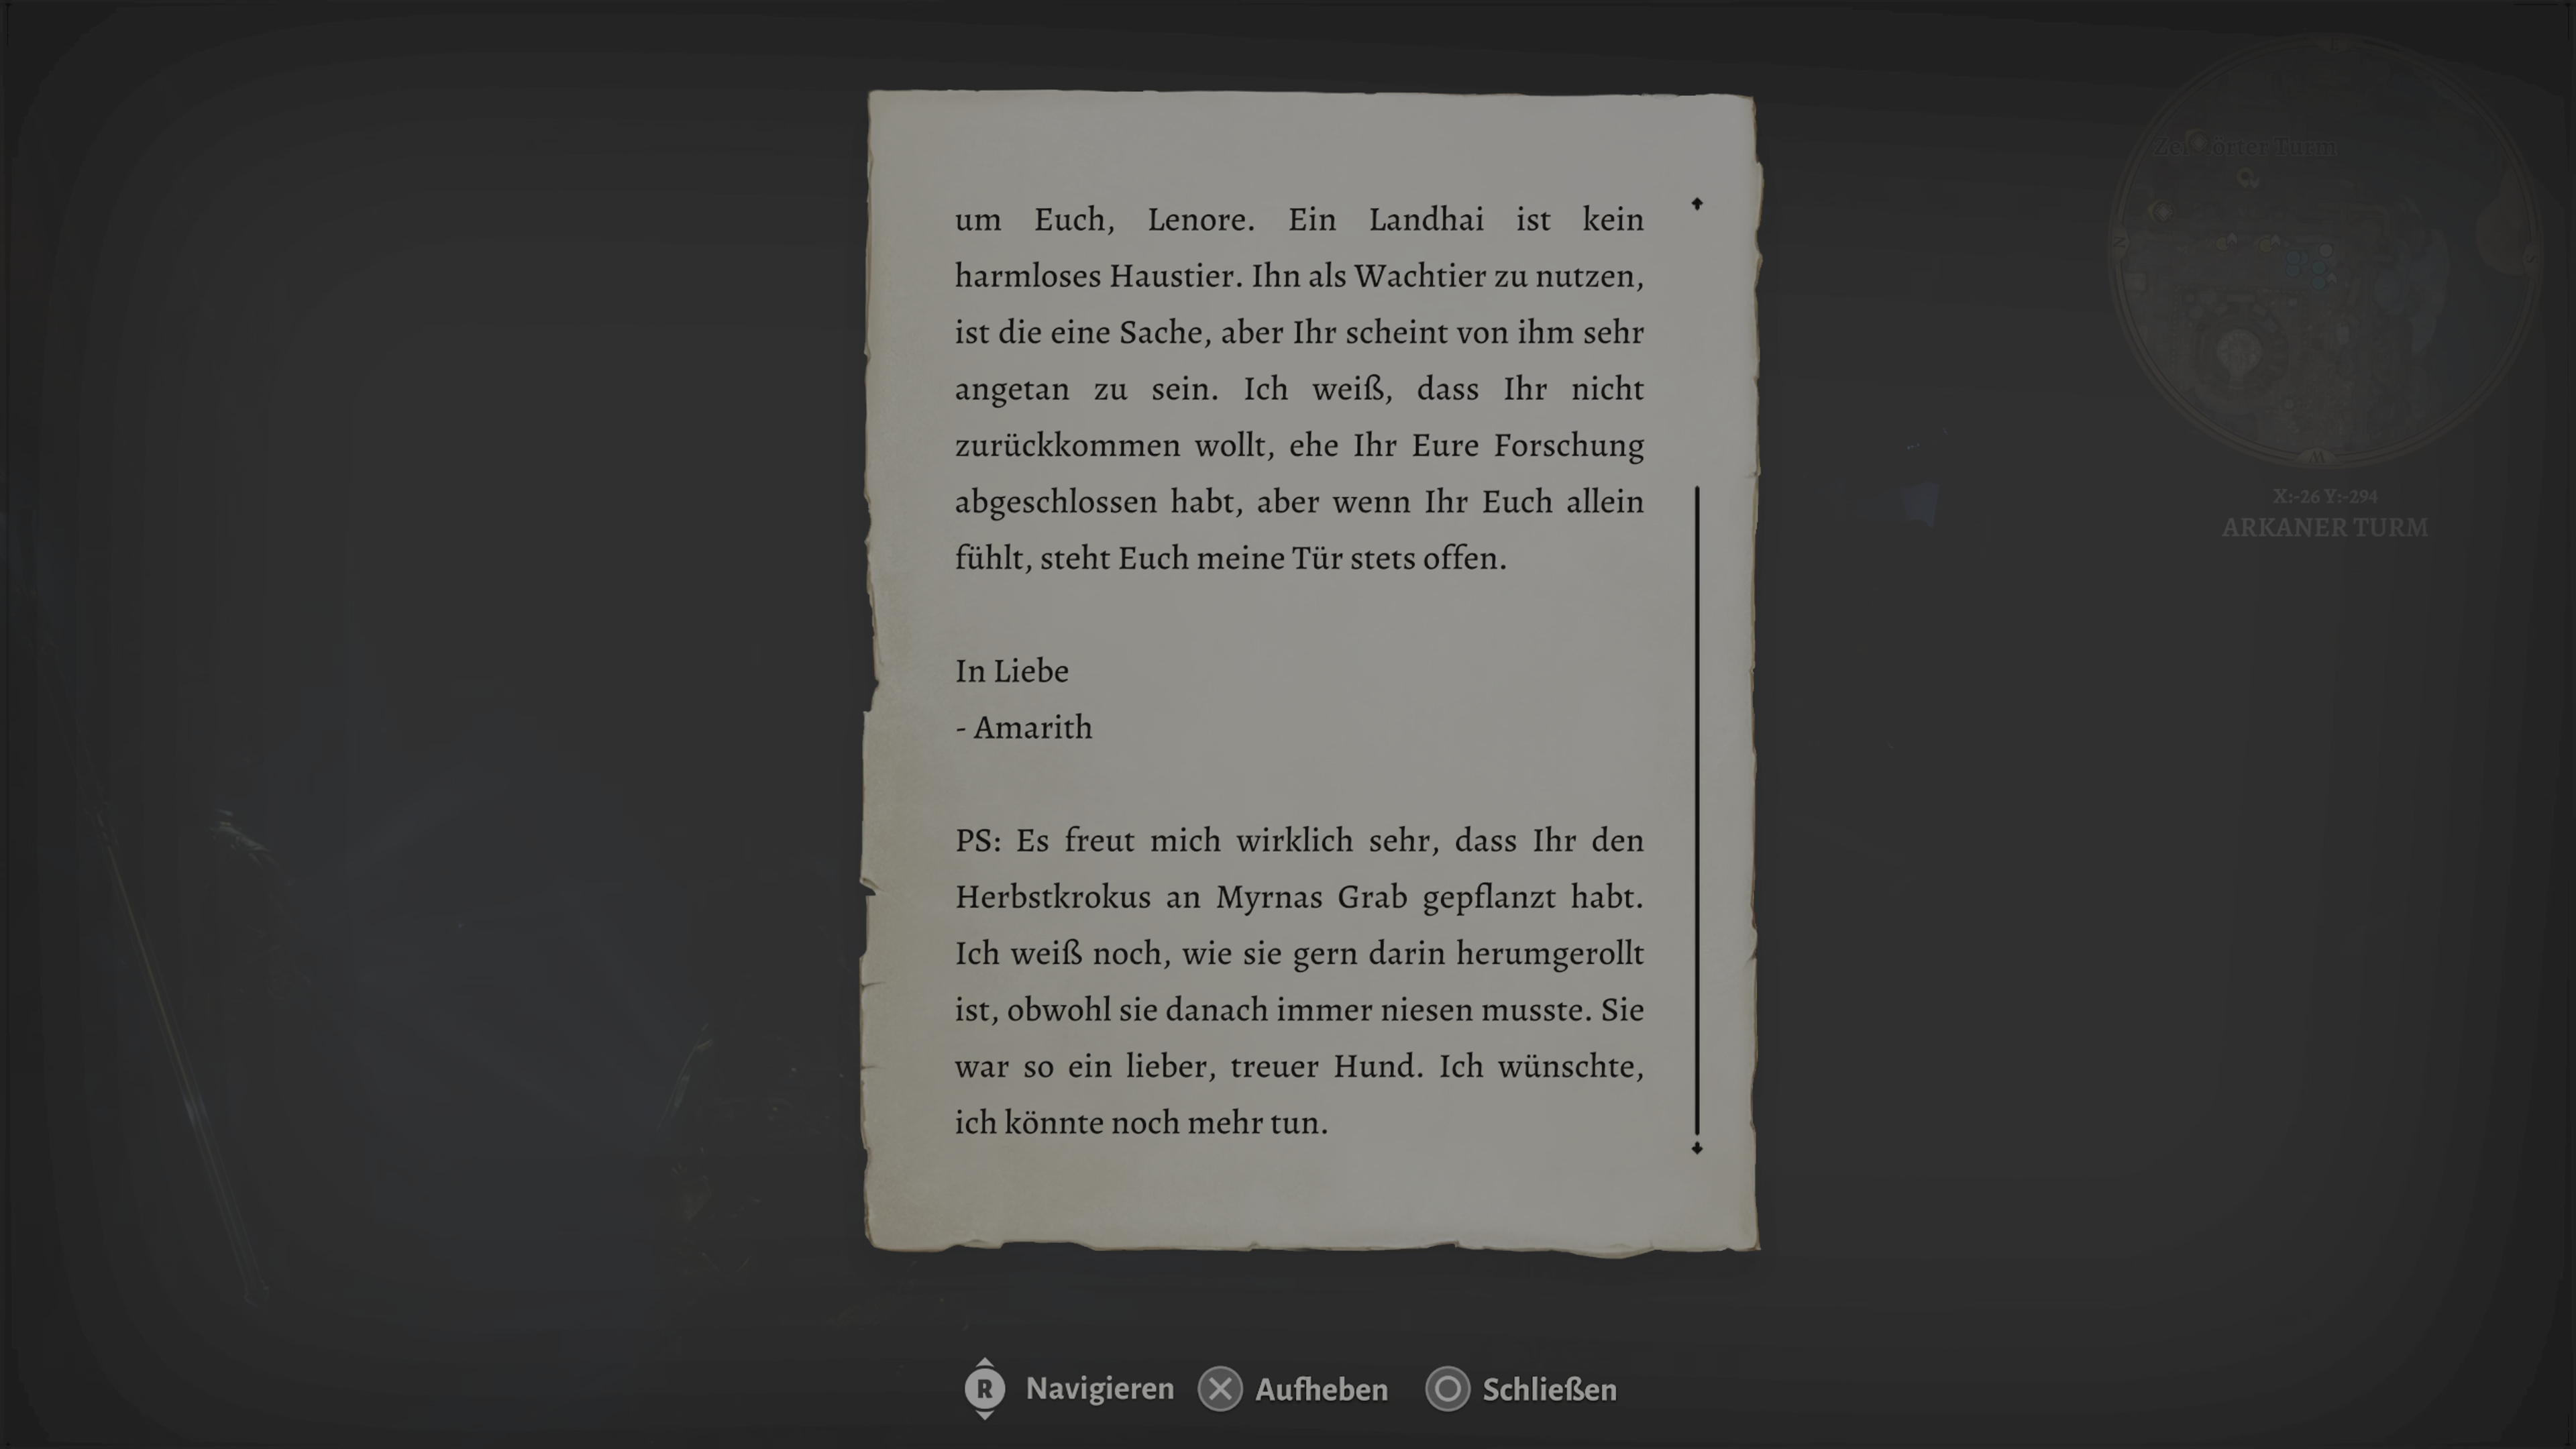 um Euch, Lenore. Ein Landhai ist kein
harmloses Haustier. Ihn als Wachtier zu nutzen,
ist die eine Sache, aber Ihr scheint von ihm sehr
angetan zu sein. Ich weiß, dass Ihr nicht
zurückkommen wollt, ehe Ihr Eure Forschung
abgeschlossen habt, aber wenn Ihr Euch allein
fühlt, steht Euch meine Tür stets offen.
In Liebe
- Amarith
PS: Es freut mich wirklich sehr, dass Ihr den
Herbstkrokus an Myrnas Grab gepflanzt habt.
Ich weiß noch, wie sie gern darin herumgerollt
ist, obwohl sie danach immer niesen musste. Sie
war so ein lieber, treuer Hund. Ich wünschte,
ich könnte noch mehr tun.
Turm
N
W
X:-26 Y:-294
ARKANER TURM
R Navigieren Aufheben Schließen